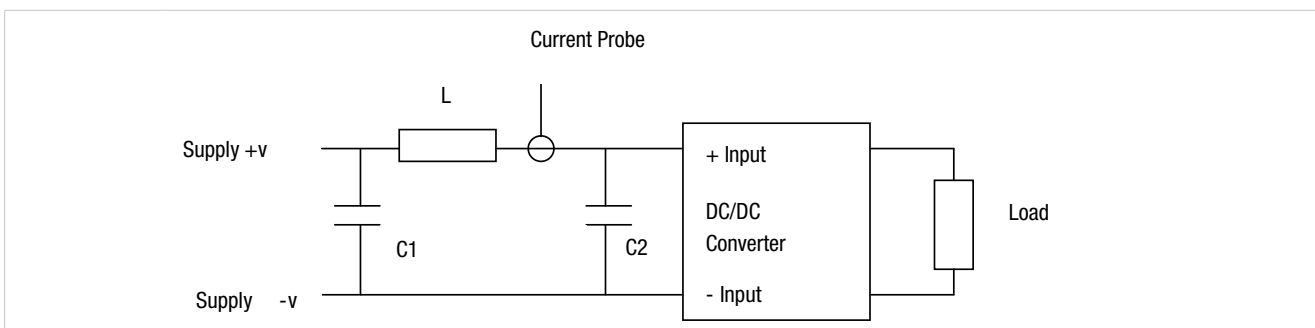 Current Probe
L
Supply +v
+ Input
DC/DC
Converter
Load
C1
C2
Supply -v
- Input